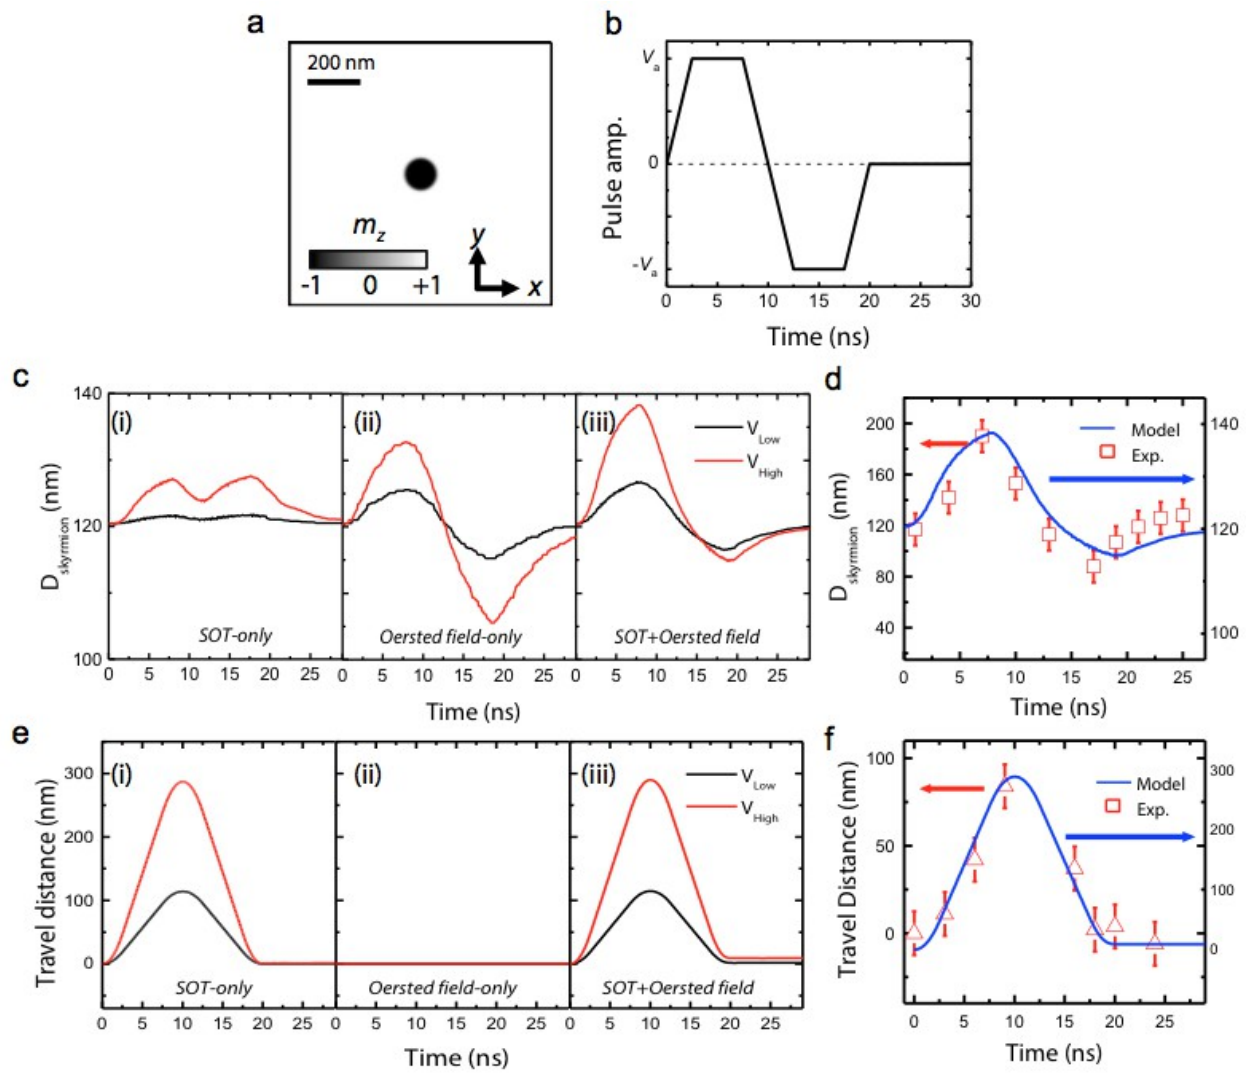 a
200 nm
m_z
-1 0 +1
y
x
b
Pulse amp.
V_a
0
-V_a
0 5 10 15 20 25 30
Time (ns)
c
D_skyrmion (nm)
140
120
100
(i)
SOT-only
(ii)
Oersted field-only
(iii)
V_Low
V_High
SOT+Oersted field
0 5 10 15 20 25 0 5 10 15 20 25 0 5 10 15 20 25
Time (ns)
d
D_skyrmion (nm)
200
160
120
80
40
140
120
100
Model
Exp.
0 5 10 15 20 25
Time (ns)
e
Travel distance (nm)
300
200
100
0
(i)
SOT-only
(ii)
Oersted field-only
(iii)
V_Low
V_High
SOT+Oersted field
0 5 10 15 20 25 0 5 10 15 20 25 0 5 10 15 20 25
Time (ns)
f
Travel Distance (nm)
100
50
0
300
200
100
0
Model
Exp.
0 5 10 15 20 25
Time (ns)